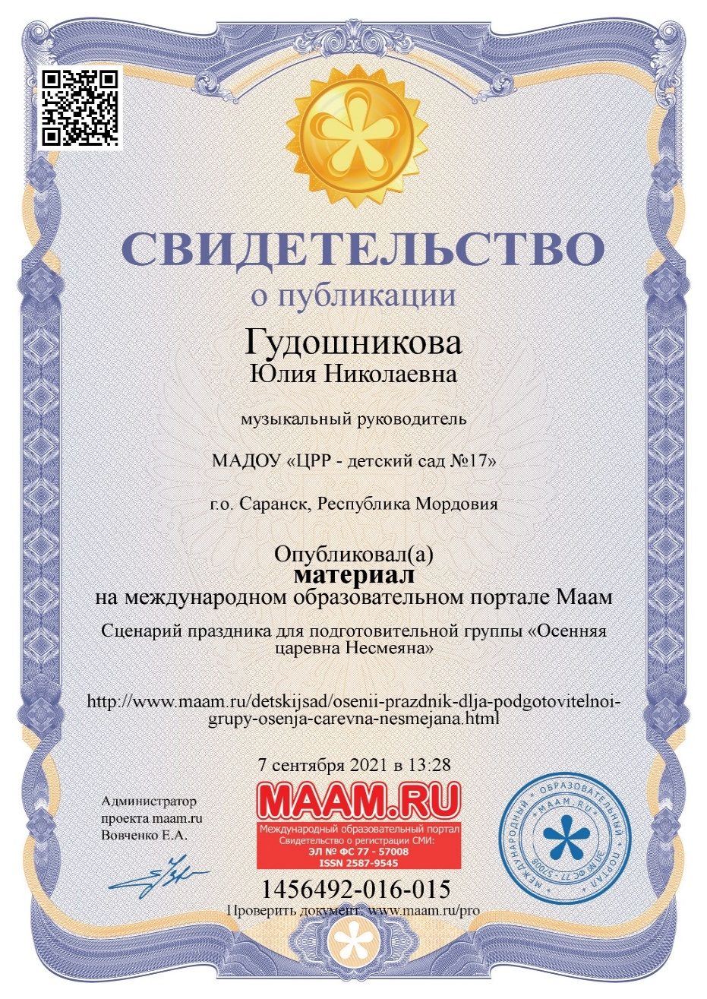 СВИДЕТЕЛЬСТВО
о публикации
Гудошникова
Юлия Николаевна
музыкальный руководитель
МАДОУ «ЦРР - детский сад №17»
г.о. Саранск, Республика Мордовия
Опубликовал(а)
материал
на международном образовательном портале Маам
Сценарий праздника для подготовительной группы «Осенняя
царевна Несмеяна»
http://www.maam.ru/detskijsad/osenii-prazdnik-dlja-podgotovitelnoi-
grupy-osenja-carevna-nesmejana.html
7 сентября 2021 в 13:28
Администратор
проекта maam.ru
Вовченко Е.А.
MAAM.RU
Международный образовательный портал
Свидетельство о регистрации СМИ:
ЭЛ № ФС 77 - 57008
ISSN 2587-9545
* МЕЖДУНАРОДНЫЙ * ОБРАЗОВАТЕЛЬНЫЙ * ПОРТАЛ *
* MAAM.RU *
ЭЛ № ФС 77 - 57008
1456492-016-015
Проверить документ: www.maam.ru/pro